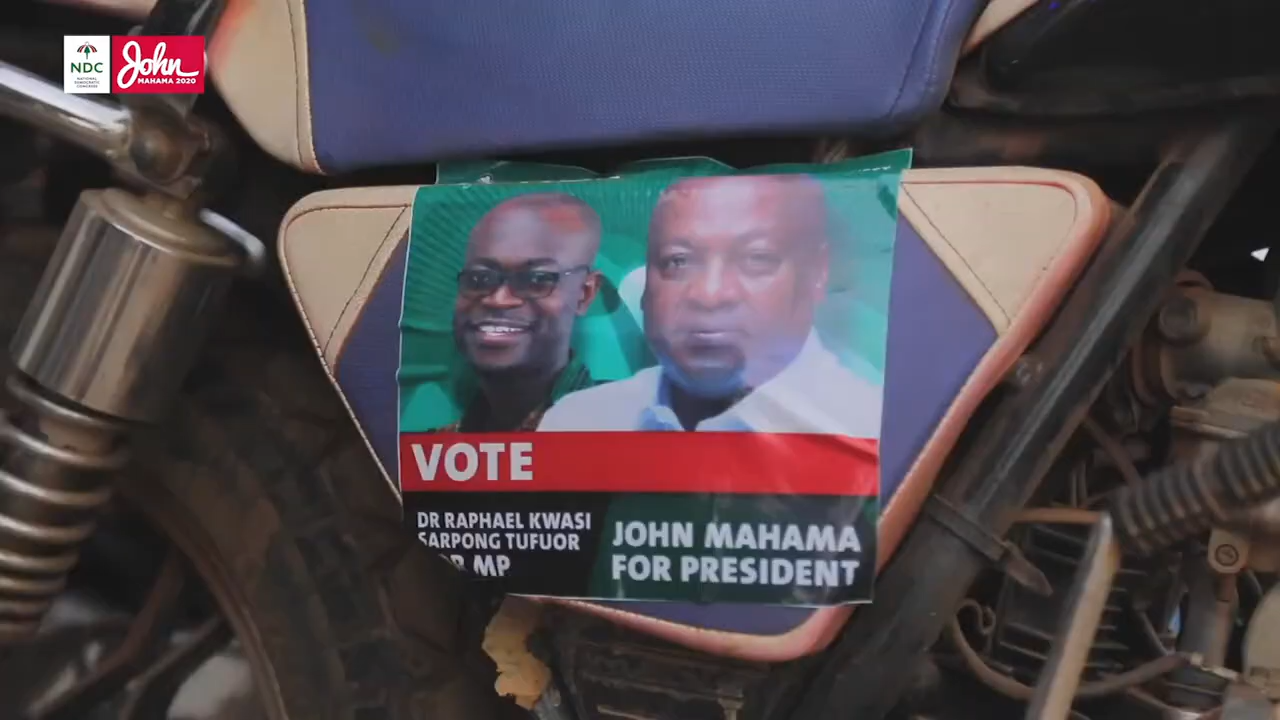 NDC
NATIONAL
DEMOCRATIC
CONGRESS
John
MAHAMA 2020
VOTE
DR RAPHAEL KWASI
SARPONG TUFUOR
MP
JOHN MAHAMA
FOR PRESIDENT